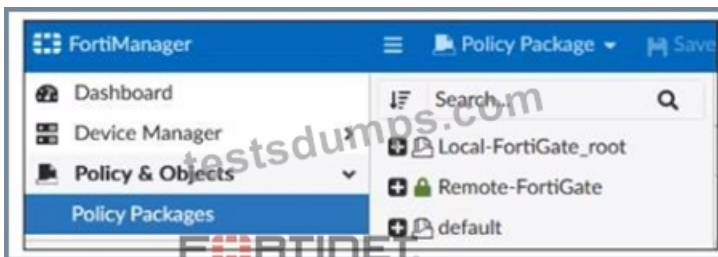 FortiManager
Policy Package
Save
Dashboard
Search...
Device Manager
Local-FortiGate_root
Policy & Objects
Remote-FortiGate
Policy Packages
default
testsdumps.com
FORTINET